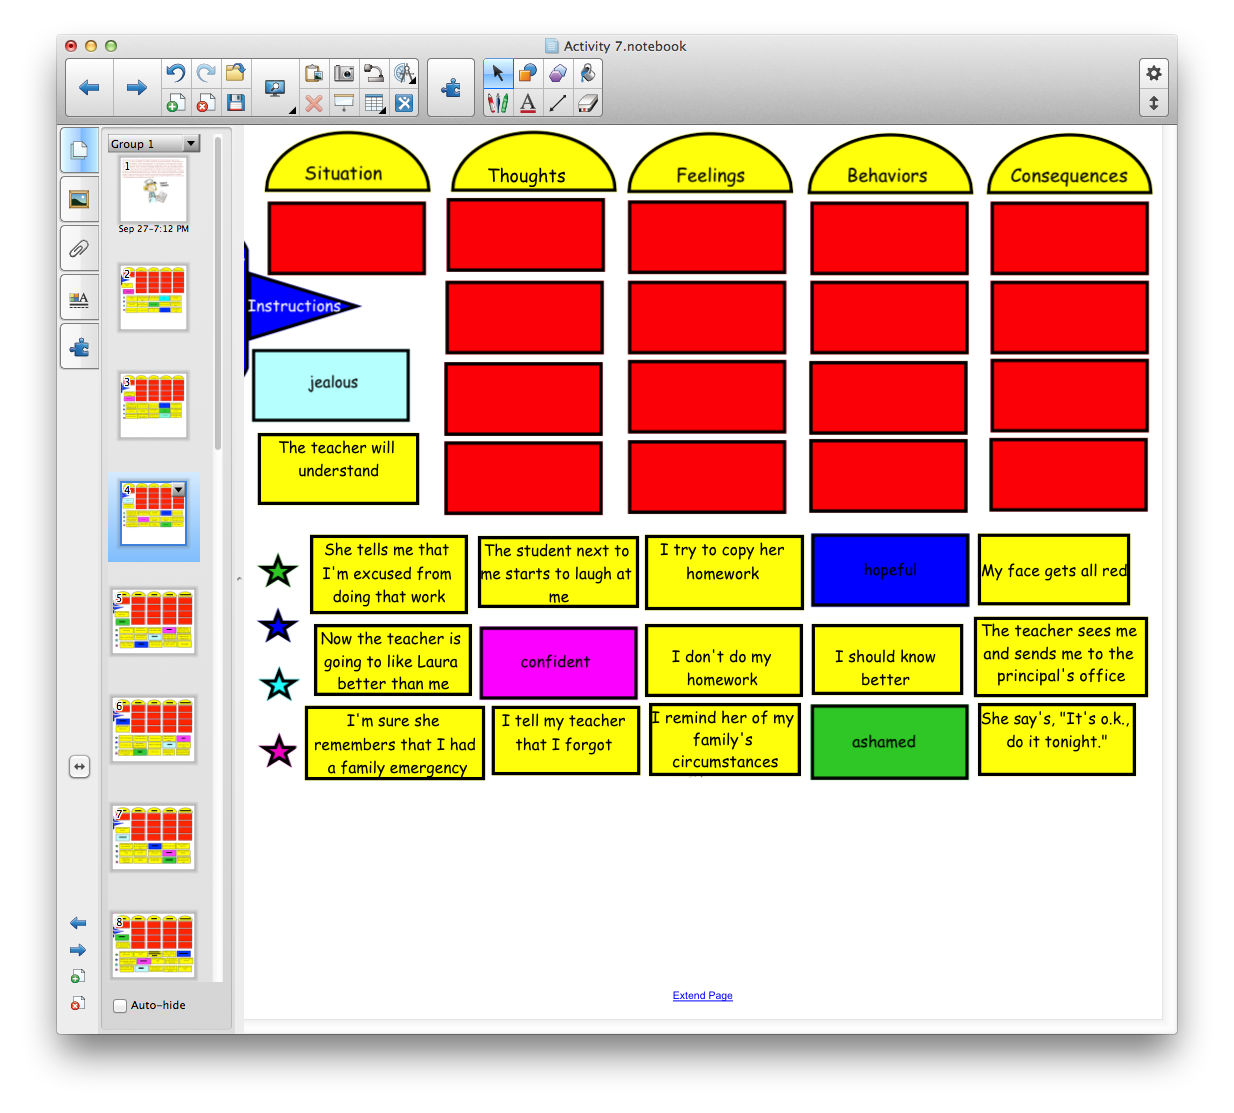 Activity 7.notebook
Group 1
1
Sep 27-7:12 PM
2
3
4
5
6
7
8
Auto-hide
Situation
Thoughts
Feelings
Behaviors
Consequences
Instructions
jealous
The teacher will
understand
She tells me that
I'm excused from
doing that work
The student next to
me starts to laugh at
me
I try to copy her
homework
hopeful
My face gets all red
Now the teacher is
going to like Laura
better than me
confident
I don't do my
homework
I should know
better
The teacher sees me
and sends me to the
principal's office
I'm sure she
remembers that I had
a family emergency
I tell my teacher
that I forgot
I remind her of my
family's
circumstances
ashamed
She say's, "It's o.k.,
do it tonight."
Extend Page